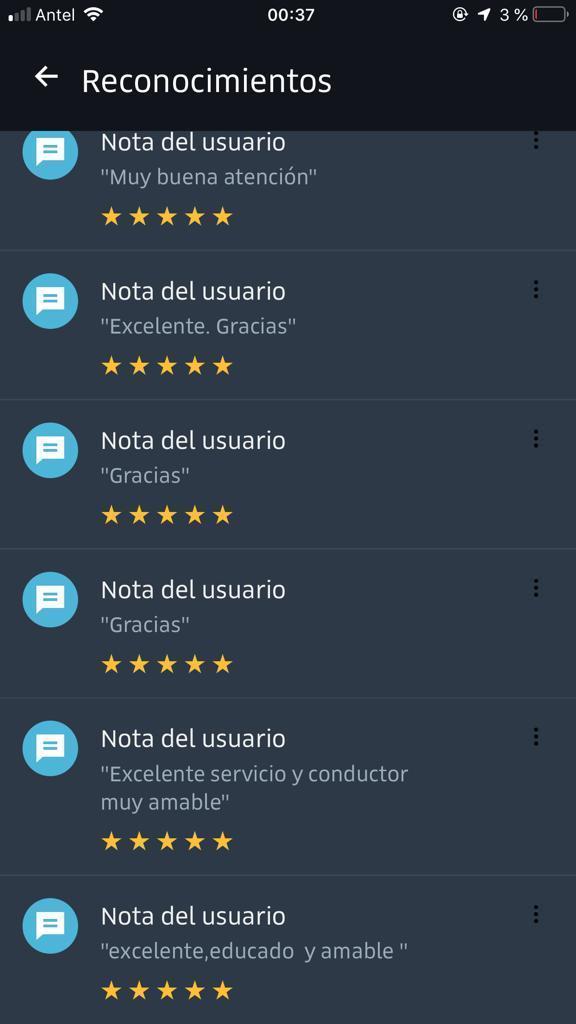 Antel 00:37 3 %
Reconocimientos
Nota del usuario
"Muy buena atención"
Nota del usuario
"Excelente. Gracias"
Nota del usuario
"Gracias"
Nota del usuario
"Gracias"
Nota del usuario
"Excelente servicio y conductor
muy amable"
Nota del usuario
"excelente,educado  y amable "